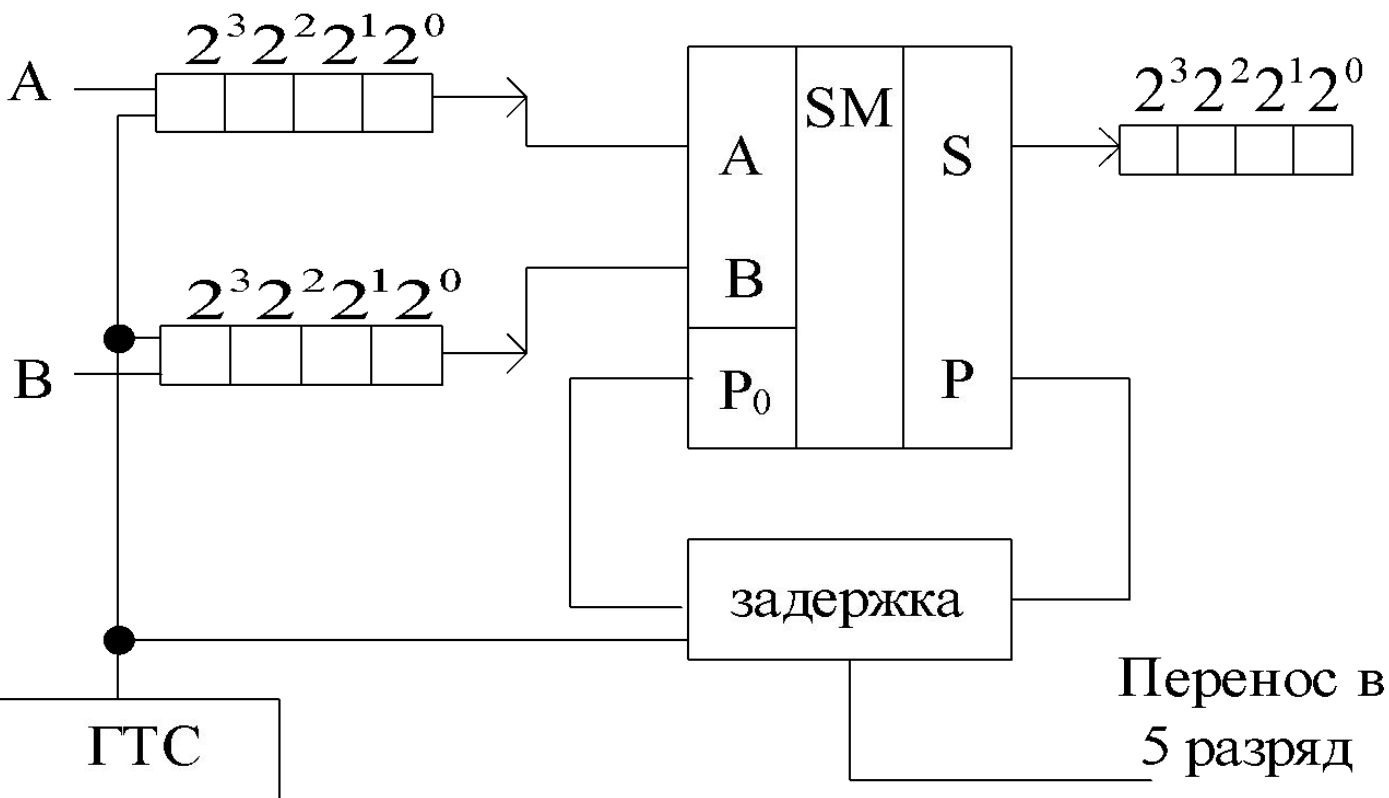 2³2²2¹2⁰
A
SM
2³2²2¹2⁰
A
S
2³2²2¹2⁰
B
B
P₀
P
задержка
Перенос в
5 разряд
ГТС